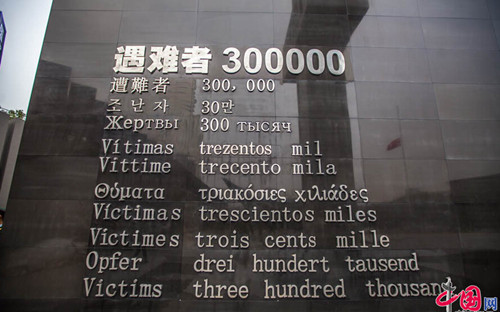 遇难者 300000
遭難者 300,000
조난자 30만
Жертвы 300 тысяч
Vítimas trezentos mil
Vittime trecento mila
Θύματα τριακόσιες χιλιάδες
Víctimas trescientos miles
Victimes trois cents mille
Opfer drei hundert tausend
Victims three hundred thousand
中国网